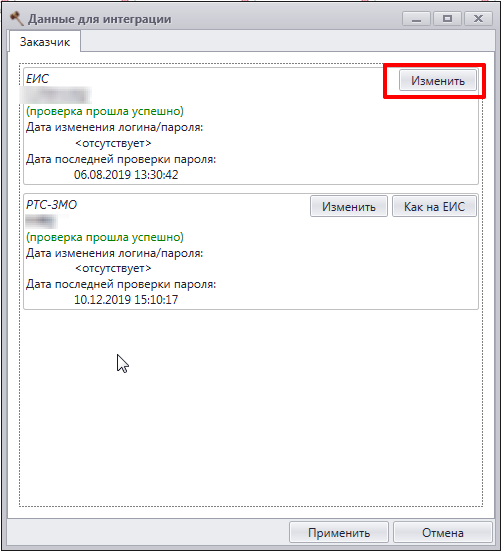 Данные для интеграции
Заказчик
ЕИС
Изменить
(проверка прошла успешно)
Дата изменения логина/пароля:
<отсутствует>
Дата последней проверки пароля:
06.08.2019 13:30:42
РТС-ЗМО
Изменить
Как на ЕИС
(проверка прошла успешно)
Дата изменения логина/пароля:
<отсутствует>
Дата последней проверки пароля:
10.12.2019 15:10:17
Применить
Отмена